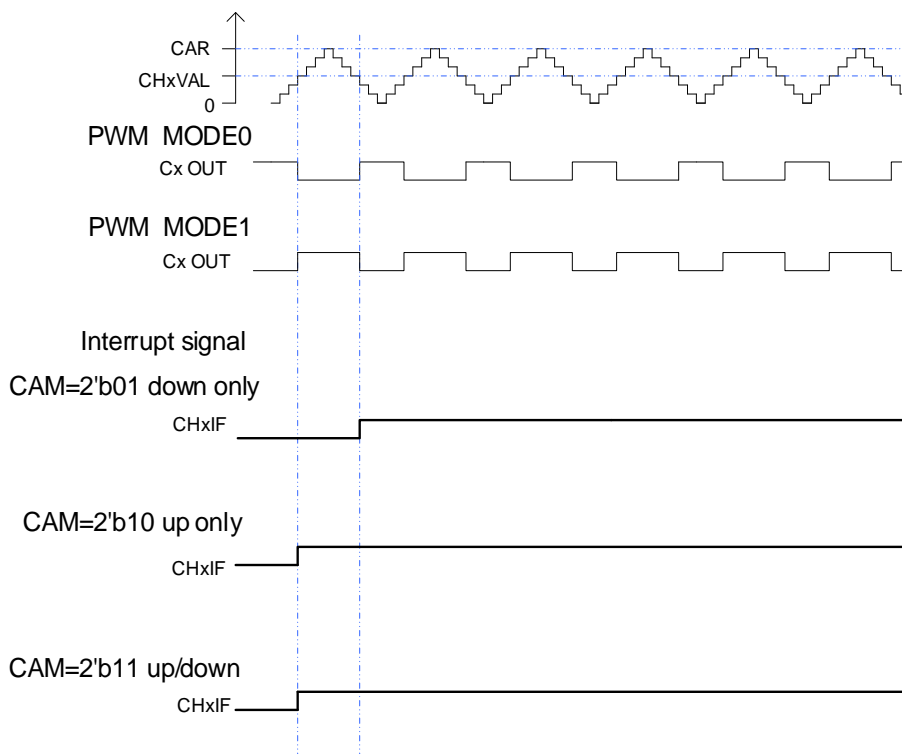 CAR
CHxVAL
0
PWM MODE0
Cx OUT
PWM MODE1
Cx OUT
Interrupt signal
CAM=2'b01 down only
CHxIF
CAM=2'b10 up only
CHxIF
CAM=2'b11 up/down
CHxIF